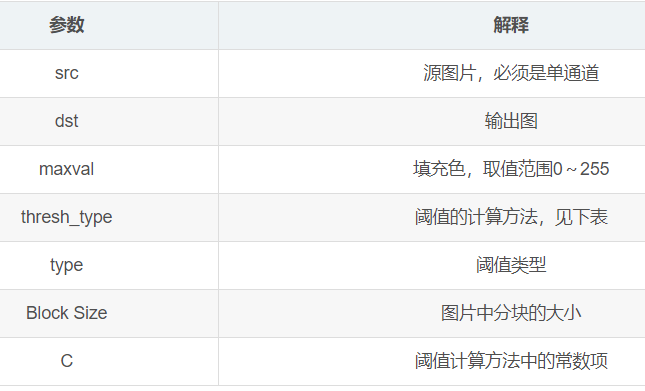 参数 解释
src 源图片，必须是单通道
dst 输出图
maxval 填充色，取值范围0～255
thresh_type 阈值的计算方法，见下表
type 阈值类型
Block Size 图片中分块的大小
C 阈值计算方法中的常数项